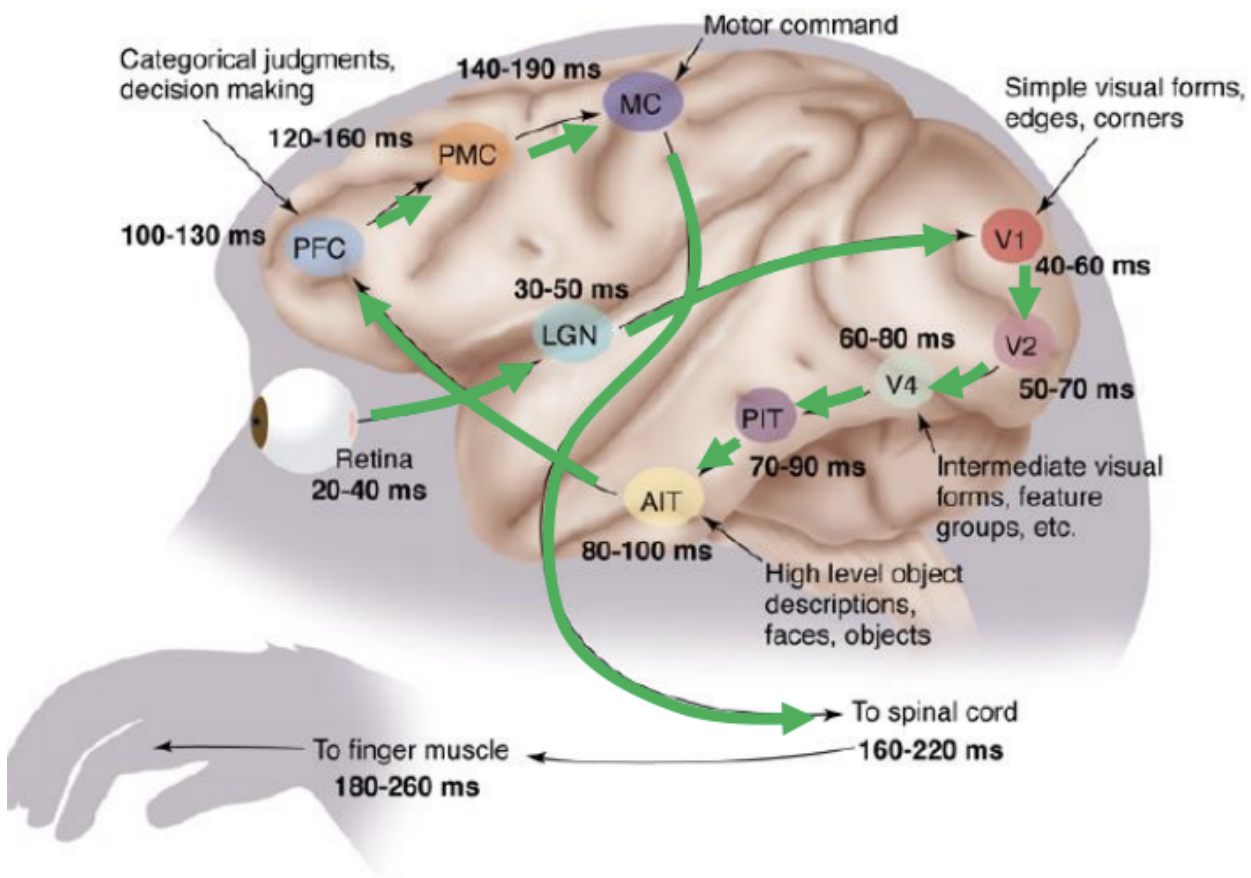 Motor command
Categorical judgments,
decision making
140-190 ms
MC
Simple visual forms,
edges, corners
120-160 ms
PMC
100-130 ms
PFC
V1
40-60 ms
30-50 ms
LGN
60-80 ms
V2
V4
50-70 ms
PIT
Retina
20-40 ms
70-90 ms
Intermediate visual
forms, feature
groups, etc.
AIT
80-100 ms
High level object
descriptions,
faces, objects
To spinal cord
160-220 ms
To finger muscle
180-260 ms